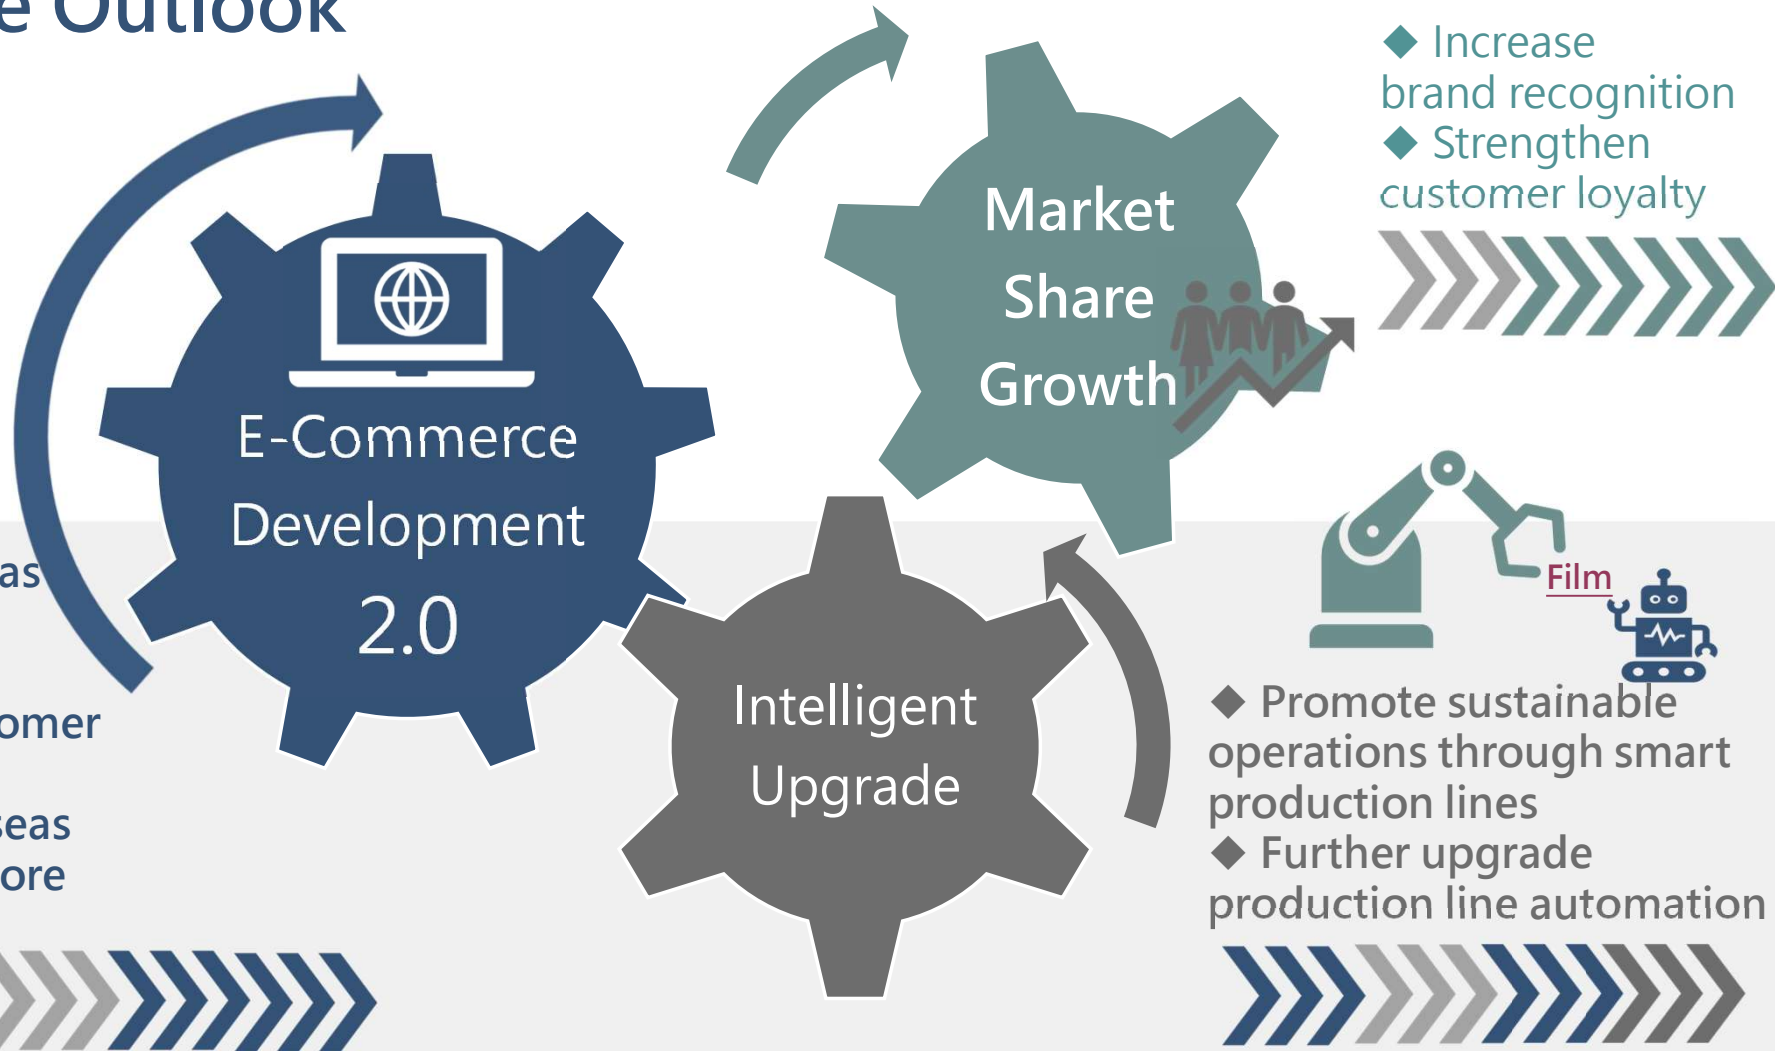 e Outlook
◆ Increase
brand recognition
◆ Strengthen
customer loyalty
Market
Share
Growth
E-Commerce
Development
2.0
as
omer
seas
ore
Intelligent
Upgrade
Film
◆ Promote sustainable
operations through smart
production lines
◆ Further upgrade
production line automation